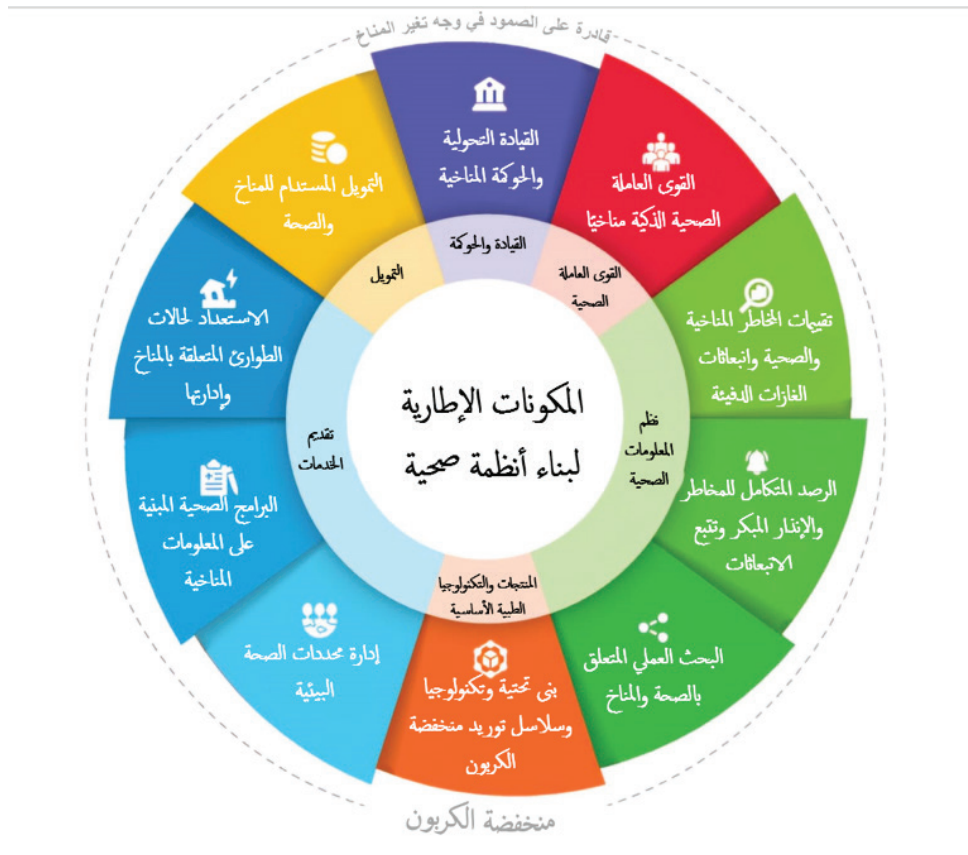 قادرة على الصمود في وجه تغير المناخ
القيادة التحولية
والحوكمة المناخية
القوى العاملة
الصحية الذكية مناخيًا
تقييمات المخاطر المناخية
والصحية وانبعاثات
الغازات الدفيئة
الرصد المتكامل للمخاطر
والإنذار المبكر وتتبع
الانبعاثات
البحث العملي المتعلق
بالصحة والمناخ
بنى تحتية وتكنولوجيا
وسلاسل توريد منخفضة
الكربون
إدارة محددات الصحة
البيئية
البرامج الصحية المبنية
على المعلومات
المناخية
الاستعداد لحالات
الطوارئ المتعلقة بالمناخ
وإدارتها
التمويل المستدام للمناخ
والصحة
القيادة والحوكمة
القوى العاملة
الصحية
نظم
المعلومات
الصحية
المنتجات والتكنولوجيا
الطبية الأساسية
تقديم
الخدمات
التمويل
المكونات الإطارية
لبناء أنظمة صحية
منخفضة الكربون